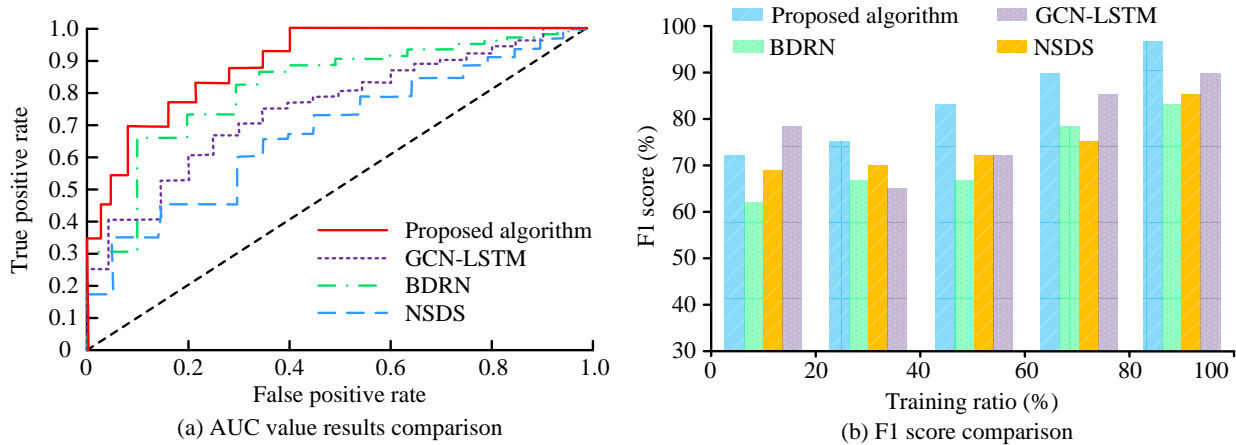 1.0
0.9
0.8
0.7
0.6
0.5
0.4
0.3
0.2
0.1
0
True positive rate
Proposed algorithm
GCN-LSTM
BDRN
NSDS
0 0.2 0.4 0.6 0.8 1.0
False positive rate
(a) AUC value results comparison
100
90
80
70
60
50
40
30
F1 score (%)
Proposed algorithm GCN-LSTM
BDRN NSDS
0 20 40 60 80 100
Training ratio (%)
(b) F1 score comparison